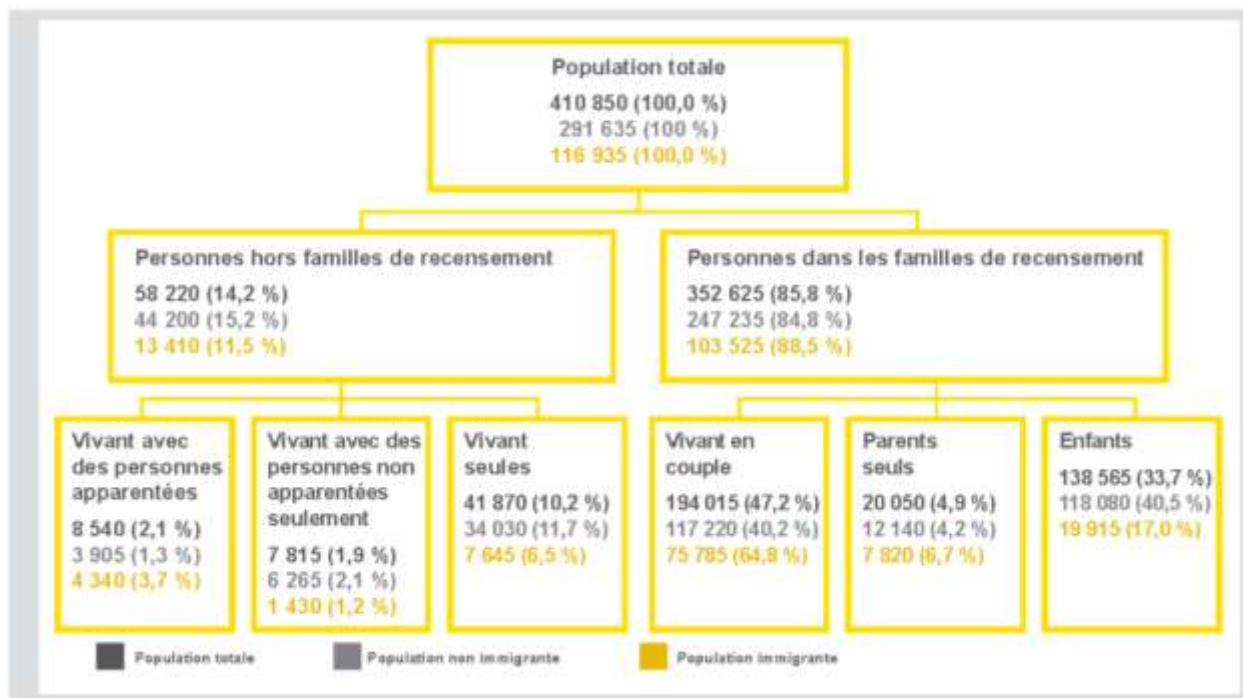 Population totale
410 850 (100,0 %)
291 635 (100 %)
116 935 (100,0 %)
Personnes hors familles de recensement
58 220 (14,2 %)
44 200 (15,2 %)
13 410 (11,5 %)
Personnes dans les familles de recensement
352 625 (85,8 %)
247 235 (84,8 %)
103 525 (88,5 %)
Vivant avec
des personnes
apparentées
8 540 (2,1 %)
3 905 (1,3 %)
4 340 (3,7 %)
Vivant avec des
personnes non
apparentées
seulement
7 815 (1,9 %)
6 265 (2,1 %)
1 430 (1,2 %)
Vivant
seules
41 870 (10,2 %)
34 030 (11,7 %)
7 645 (6,5 %)
Vivant en
couple
194 015 (47,2 %)
117 220 (40,2 %)
75 785 (64,8 %)
Parents
seuls
20 050 (4,9 %)
12 140 (4,2 %)
7 820 (6,7 %)
Enfants
138 565 (33,7 %)
118 080 (40,5 %)
19 915 (17,0 %)
Population totale
Population non immigrante
Population immigrante